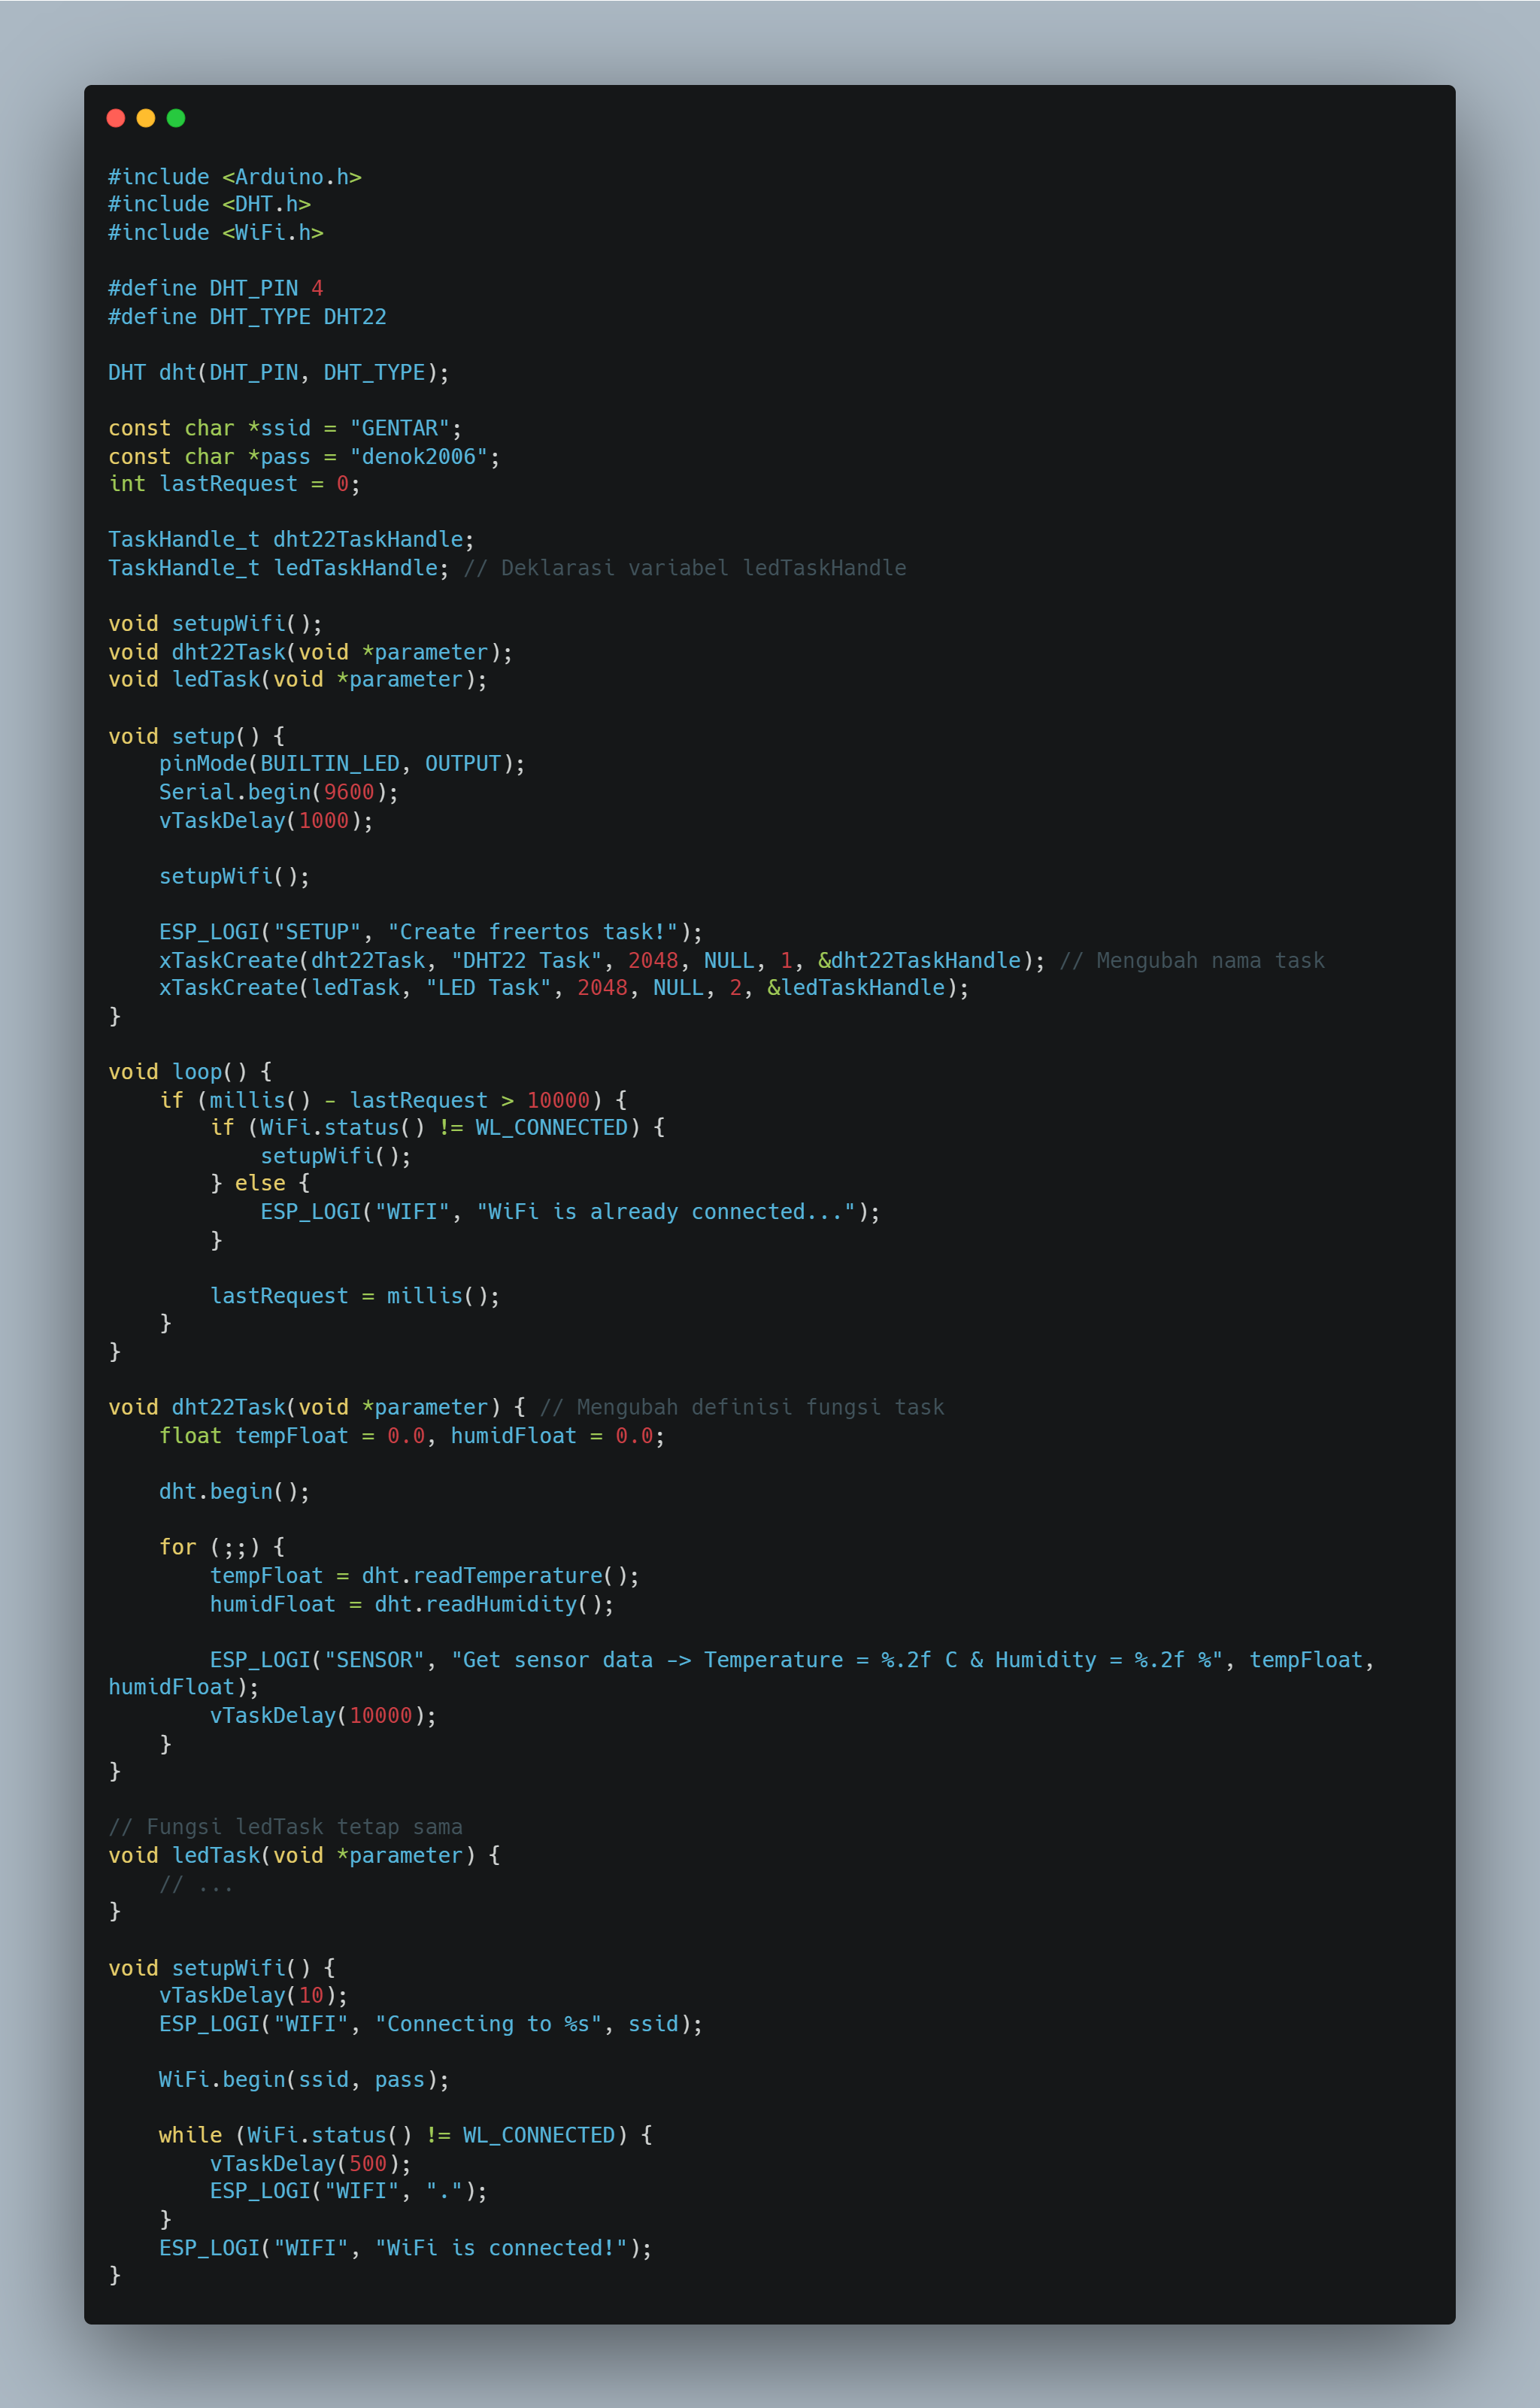 #include <Arduino.h>
#include <DHT.h>
#include <WiFi.h>

#define DHT_PIN 4
#define DHT_TYPE DHT22

DHT dht(DHT_PIN, DHT_TYPE);

const char *ssid = "GENTAR";
const char *pass = "denok2006";
int lastRequest = 0;

TaskHandle_t dht22TaskHandle;
TaskHandle_t ledTaskHandle; // Deklarasi variabel ledTaskHandle

void setupWifi();
void dht22Task(void *parameter);
void ledTask(void *parameter);

void setup() {
    pinMode(BUILTIN_LED, OUTPUT);
    Serial.begin(9600);
    vTaskDelay(1000);

    setupWifi();

    ESP_LOGI("SETUP", "Create freertos task!");
    xTaskCreate(dht22Task, "DHT22 Task", 2048, NULL, 1, &dht22TaskHandle); // Mengubah nama task
    xTaskCreate(ledTask, "LED Task", 2048, NULL, 2, &ledTaskHandle);
}

void loop() {
    if (millis() - lastRequest > 10000) {
        if (WiFi.status() != WL_CONNECTED) {
            setupWifi();
        } else {
            ESP_LOGI("WIFI", "WiFi is already connected...");
        }

        lastRequest = millis();
    }
}

void dht22Task(void *parameter) { // Mengubah definisi fungsi task
    float tempFloat = 0.0, humidFloat = 0.0;

    dht.begin();

    for (;;) {
        tempFloat = dht.readTemperature();
        humidFloat = dht.readHumidity();

        ESP_LOGI("SENSOR", "Get sensor data -> Temperature = %.2f C & Humidity = %.2f %", tempFloat,
humidFloat);
        vTaskDelay(10000);
    }
}

// Fungsi ledTask tetap sama
void ledTask(void *parameter) {
    // ...
}

void setupWifi() {
    vTaskDelay(10);
    ESP_LOGI("WIFI", "Connecting to %s", ssid);

    WiFi.begin(ssid, pass);

    while (WiFi.status() != WL_CONNECTED) {
        vTaskDelay(500);
        ESP_LOGI("WIFI", ".");
    }
    ESP_LOGI("WIFI", "WiFi is connected!");
}